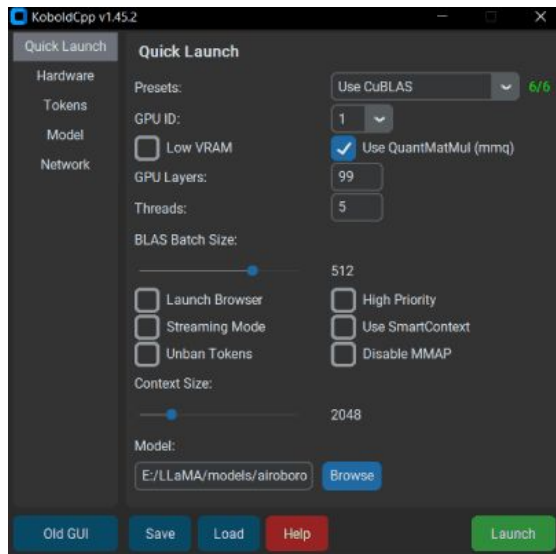 KoboldCpp v1.45.2
Quick Launch
Hardware
Tokens
Model
Network
Quick Launch
Presets: Use CuBLAS 6/6
GPU ID: 1
Low VRAM Use QuantMatMul (mmq)
GPU Layers: 99
Threads: 5
BLAS Batch Size:
512
Launch Browser High Priority
Streaming Mode Use SmartContext
Unban Tokens Disable MMAP
Context Size:
2048
Model:
E:/LLaMA/models/airoboro Browse
Old GUI Save Load Help Launch